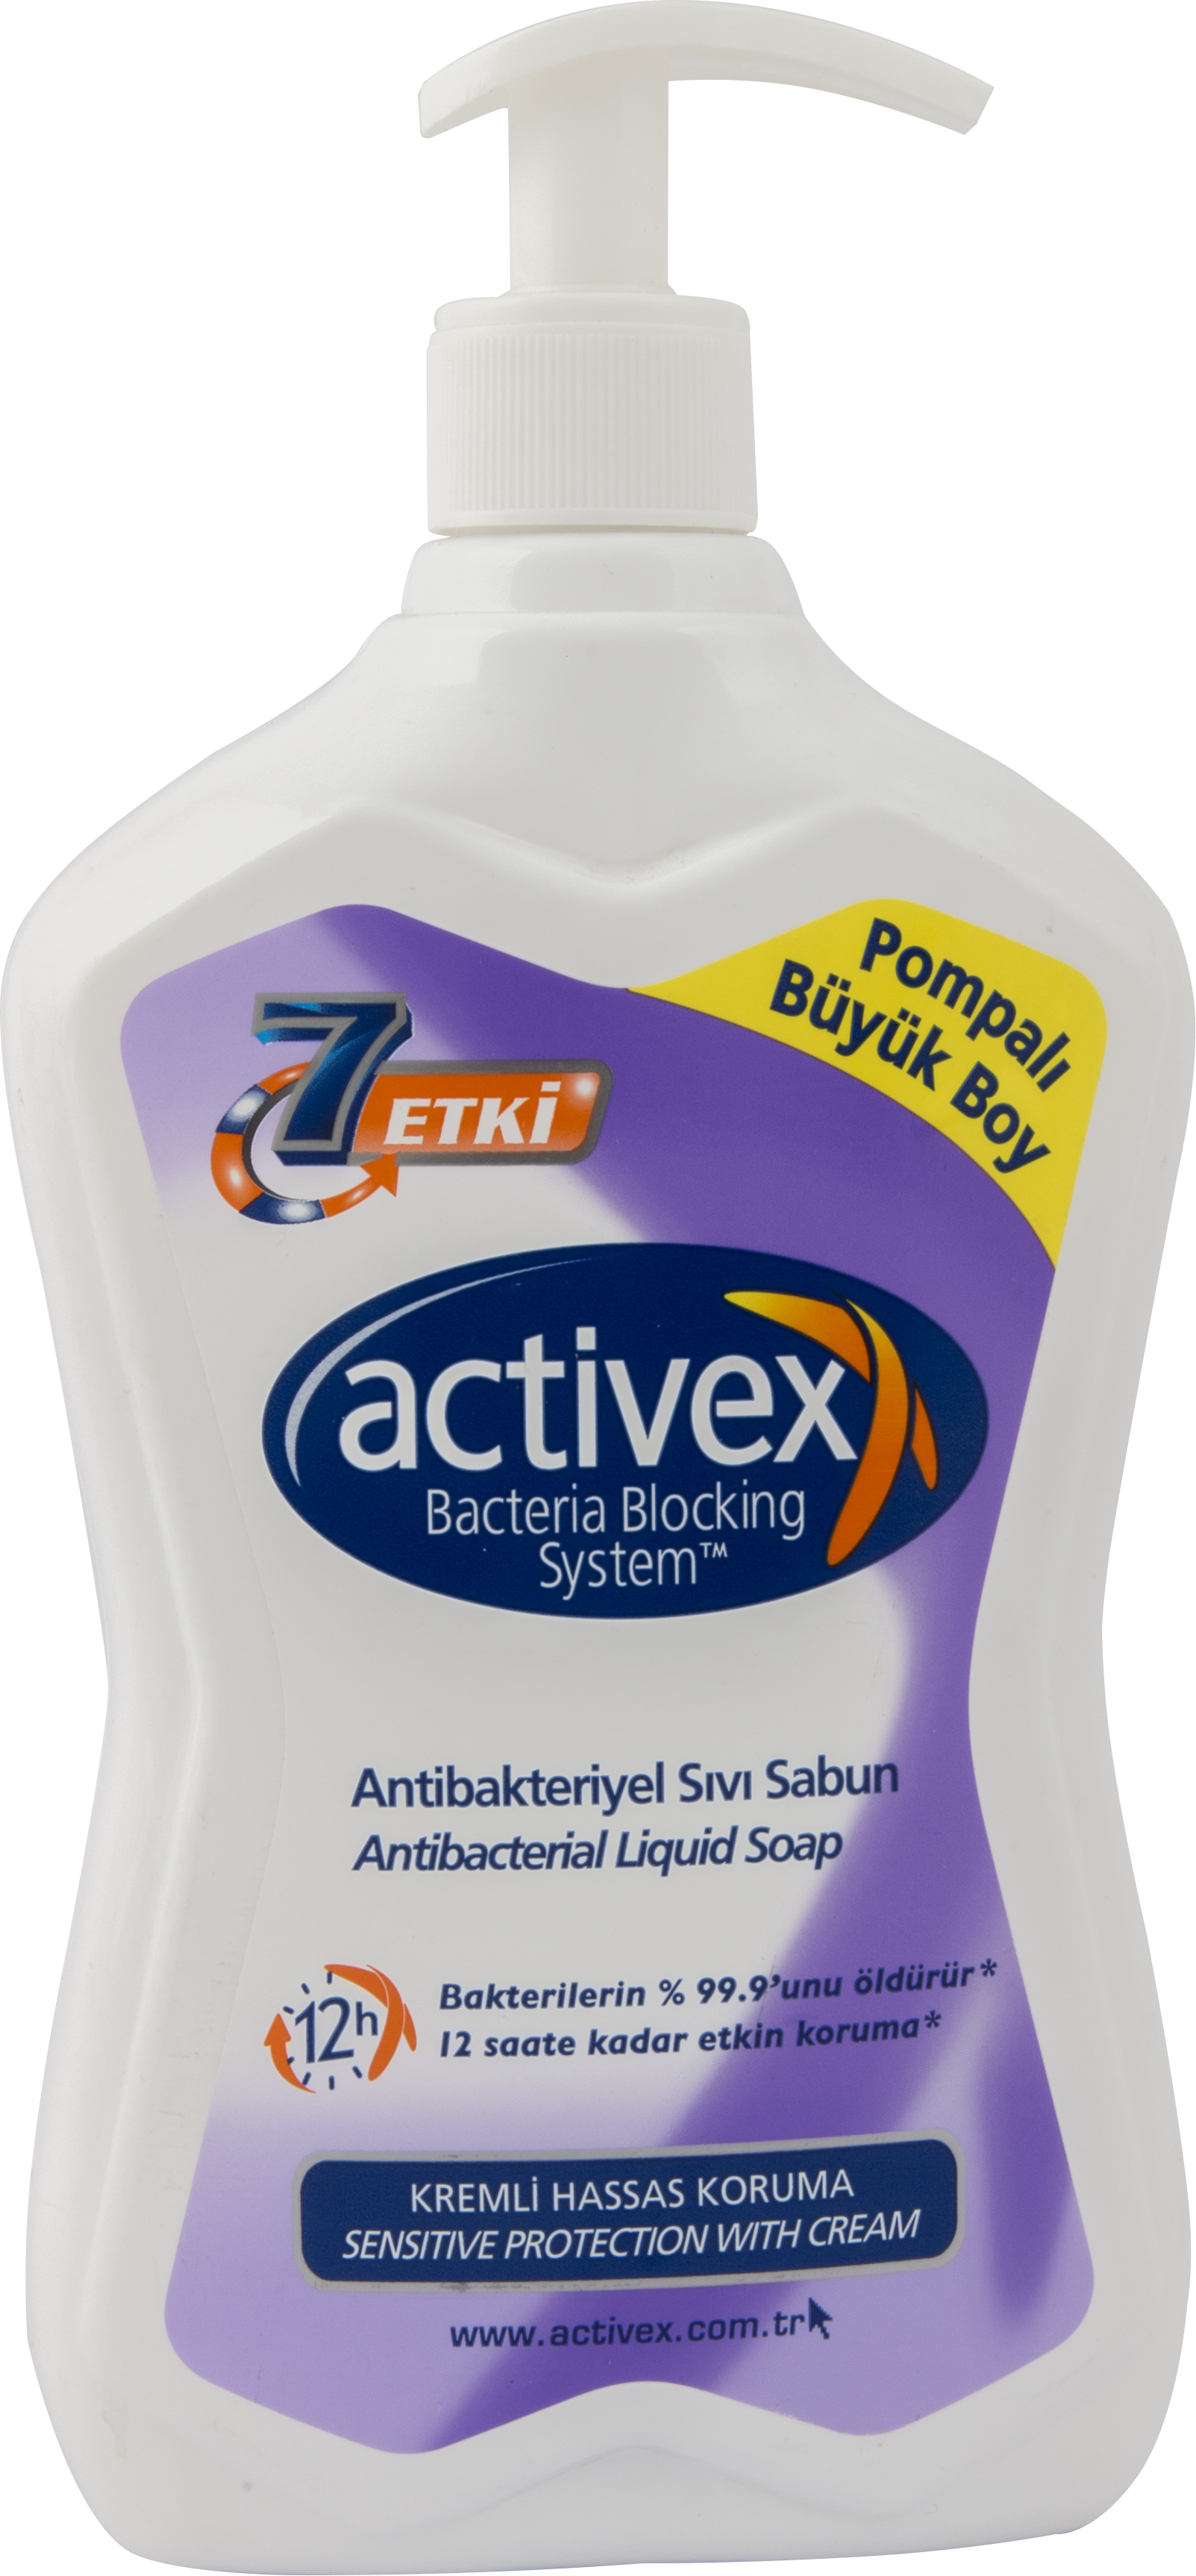 Pompalı
Büyük Boy
7 ETKİ
activex
Bacteria Blocking
System™
Antibakteriyel Sıvı Sabun
Antibacterial Liquid Soap
12h
Bakterilerin % 99.9'unu öldürür*
12 saate kadar etkin koruma*
KREMLİ HASSAS KORUMA
SENSITIVE PROTECTION WITH CREAM
www.activex.com.tr